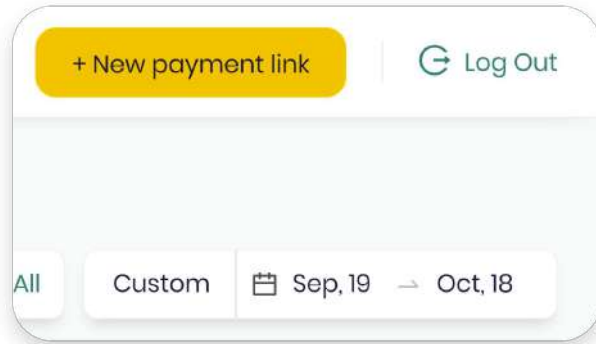 + New payment link Log Out
All Custom Sep, 19 → Oct, 18